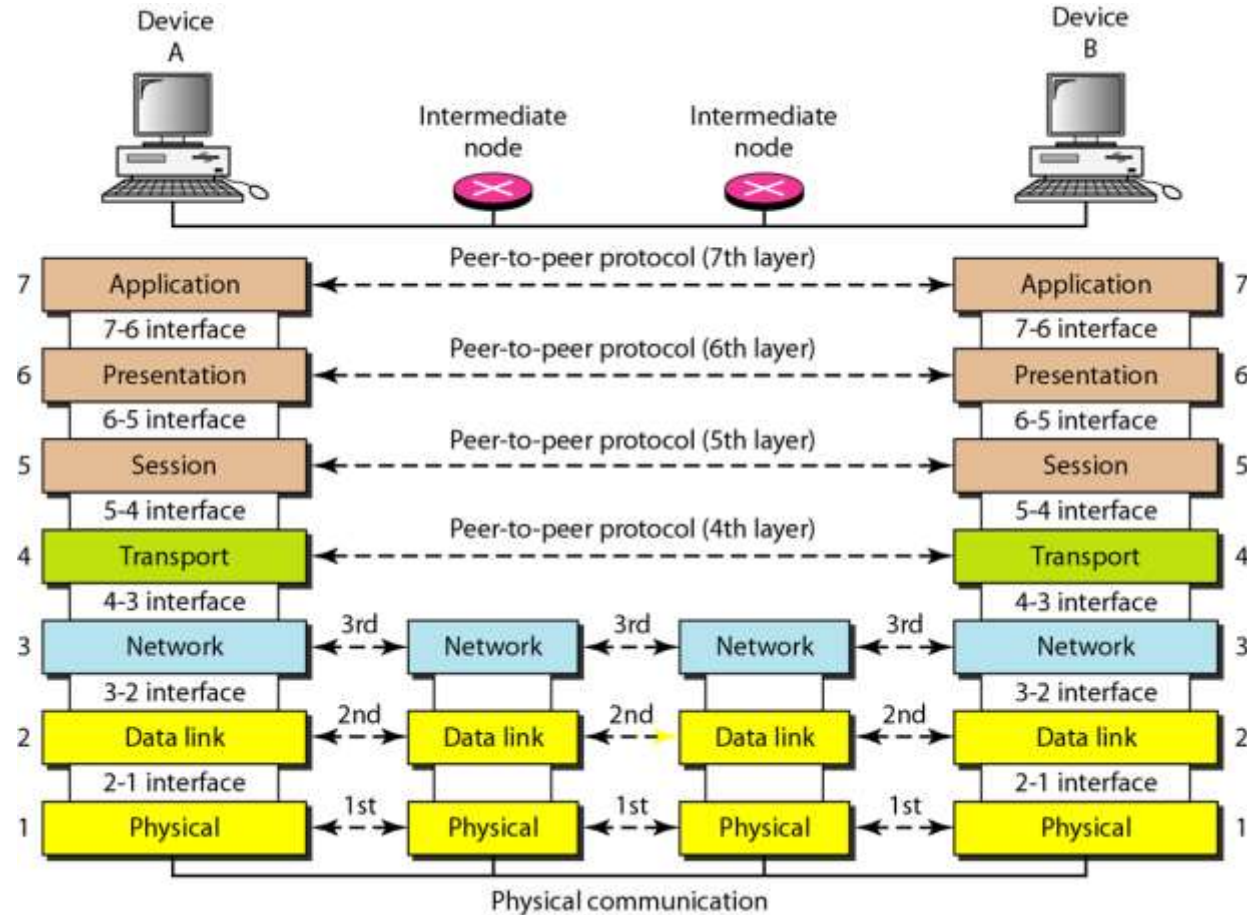 Device
A
Device
B
Intermediate
node
Intermediate
node
Peer-to-peer protocol (7th layer)
7 Application Application 7
7-6 interface 7-6 interface
Peer-to-peer protocol (6th layer)
6 Presentation Presentation 6
6-5 interface 6-5 interface
Peer-to-peer protocol (5th layer)
5 Session Session 5
5-4 interface 5-4 interface
Peer-to-peer protocol (4th layer)
4 Transport Transport 4
4-3 interface 4-3 interface
3rd 3rd 3rd
3 Network Network Network Network 3
3-2 interface 3-2 interface
2nd 2nd 2nd
2 Data link Data link Data link Data link 2
2-1 interface 2-1 interface
1st 1st 1st
1 Physical Physical Physical Physical 1
Physical communication